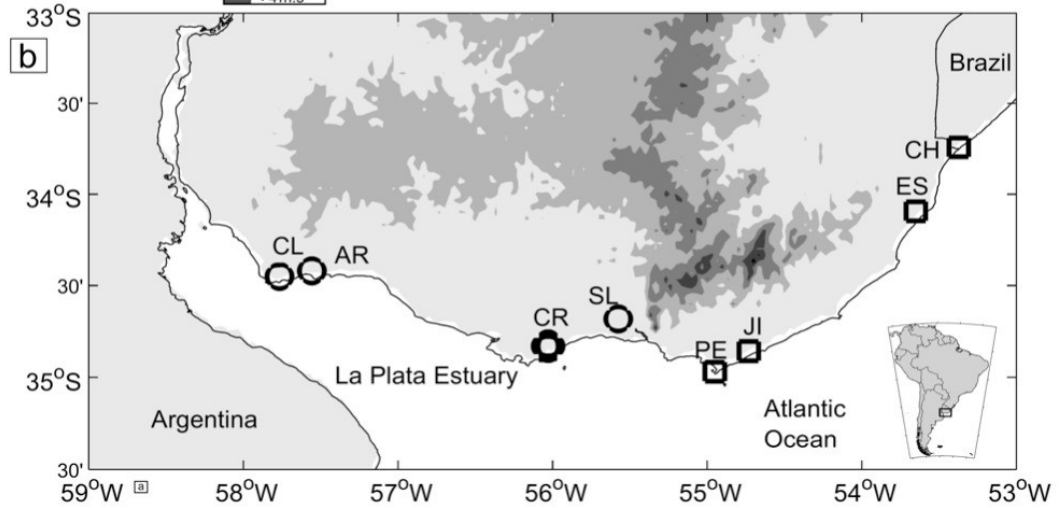 33°S
b
Brazil
30'
CH
ES
34°S
CL
AR
30'
SL
CR
JI
PE
35°S
La Plata Estuary
Argentina
Atlantic
Ocean
30'
59°W
a
58°W
57°W
56°W
55°W
54°W
53°W